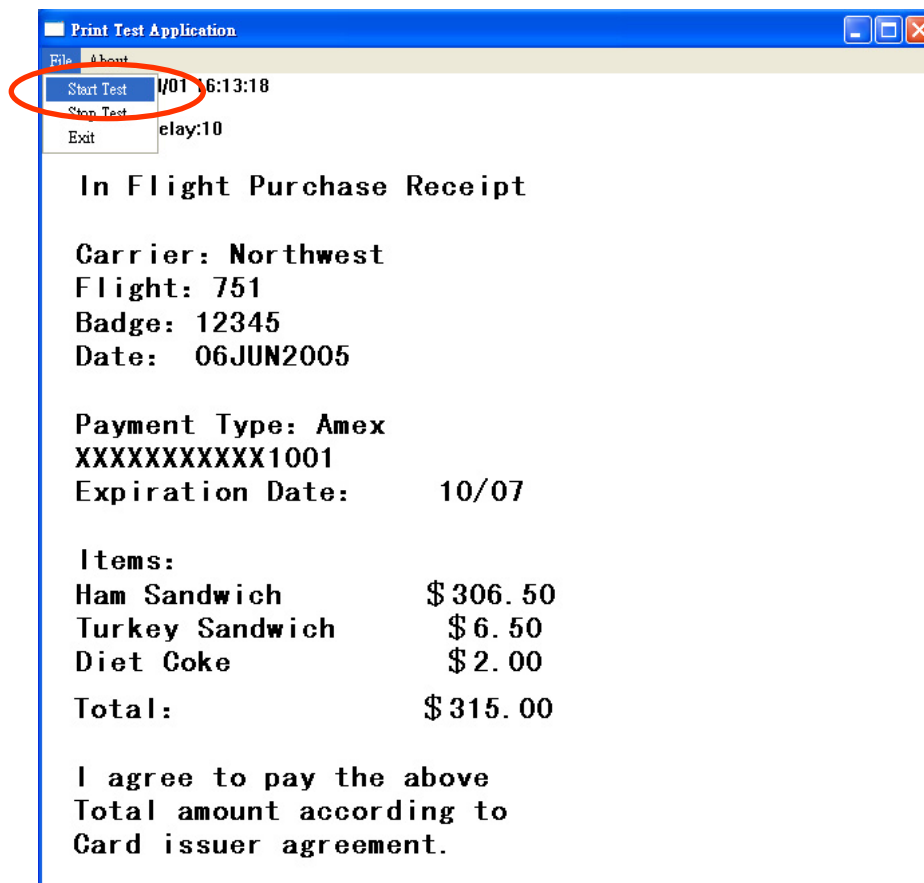 Print Test Application
File About
Start Test /01 16:13:18
Stop Test
Exit elay:10
In Flight Purchase Receipt
Carrier: Northwest
Flight: 751
Badge: 12345
Date: 06JUN2005
Payment Type: Amex
XXXXXXXXXXX1001
Expiration Date: 10/07
Items:
Ham Sandwich $306.50
Turkey Sandwich $6.50
Diet Coke $2.00
Total: $315.00
I agree to pay the above
Total amount according to
Card issuer agreement.